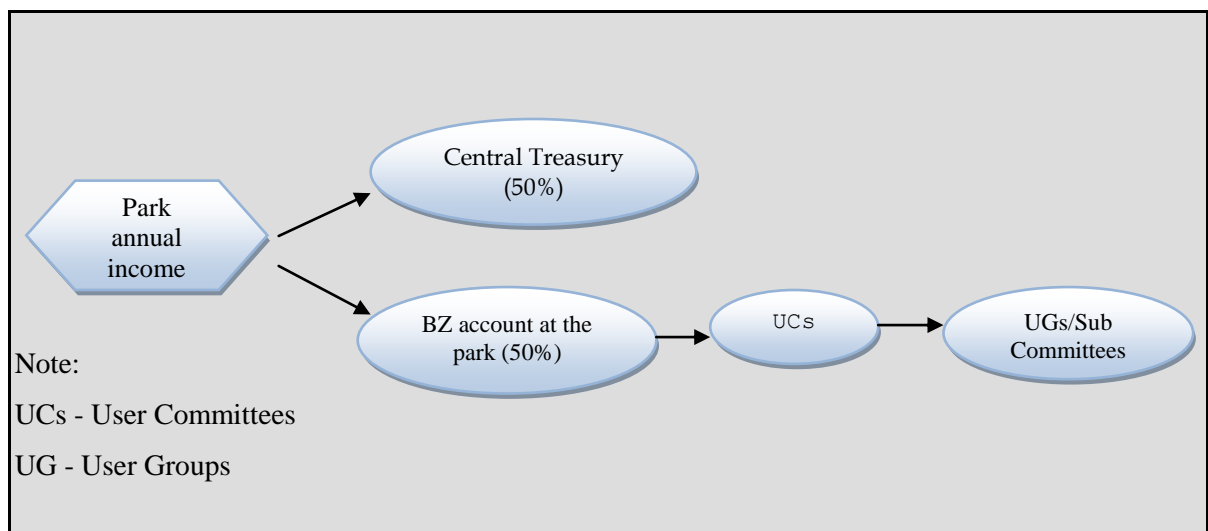 Central Treasury
(50%)
Park
annual
income
BZ account at the
park (50%)
UCs
UGs/Sub
Committees
Note:
UCs - User Committees
UG - User Groups